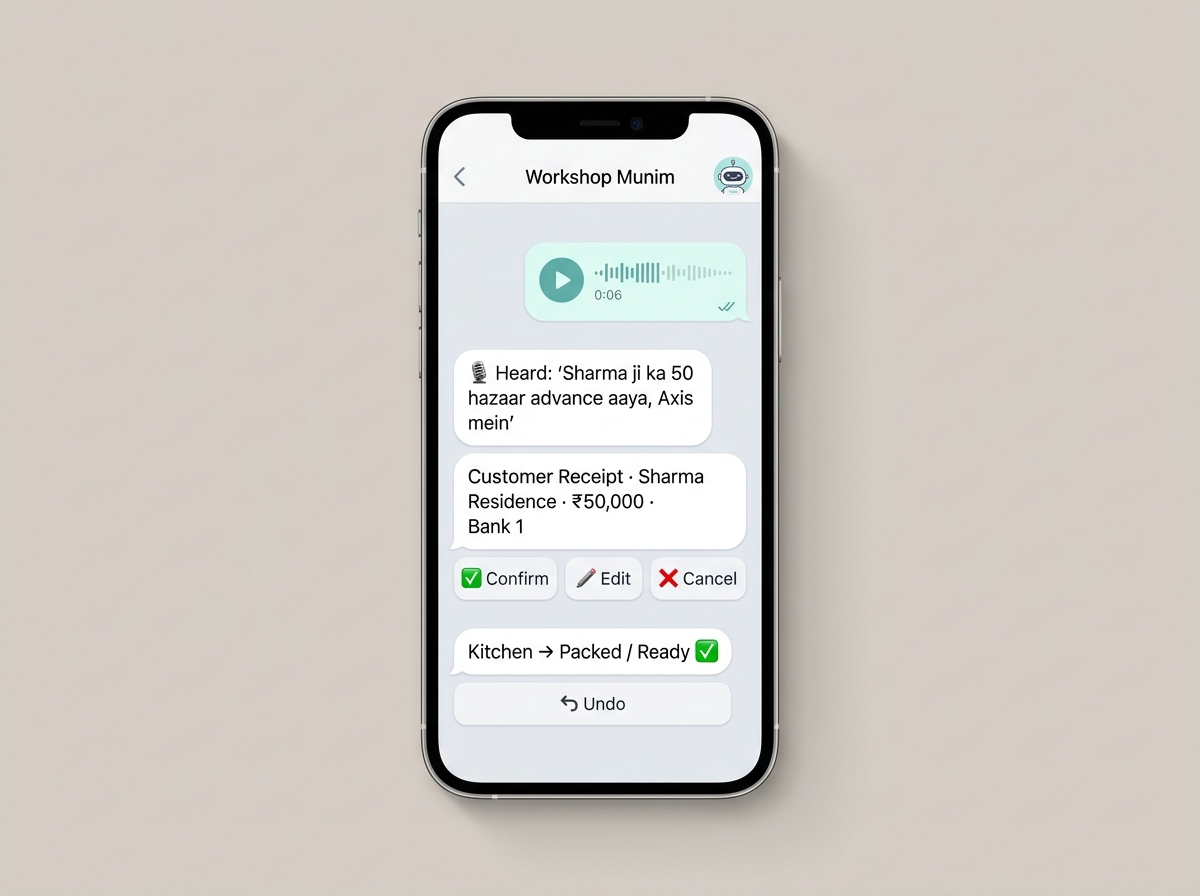 Workshop Munim
0:06
🎙️ Heard: ‘Sharma ji ka 50
hazaar advance aaya, Axis
mein’
Customer Receipt · Sharma
Residence · ₹50,000 ·
Bank 1
✅ Confirm
✏️ Edit
❌ Cancel
Kitchen → Packed / Ready ✅
Undo